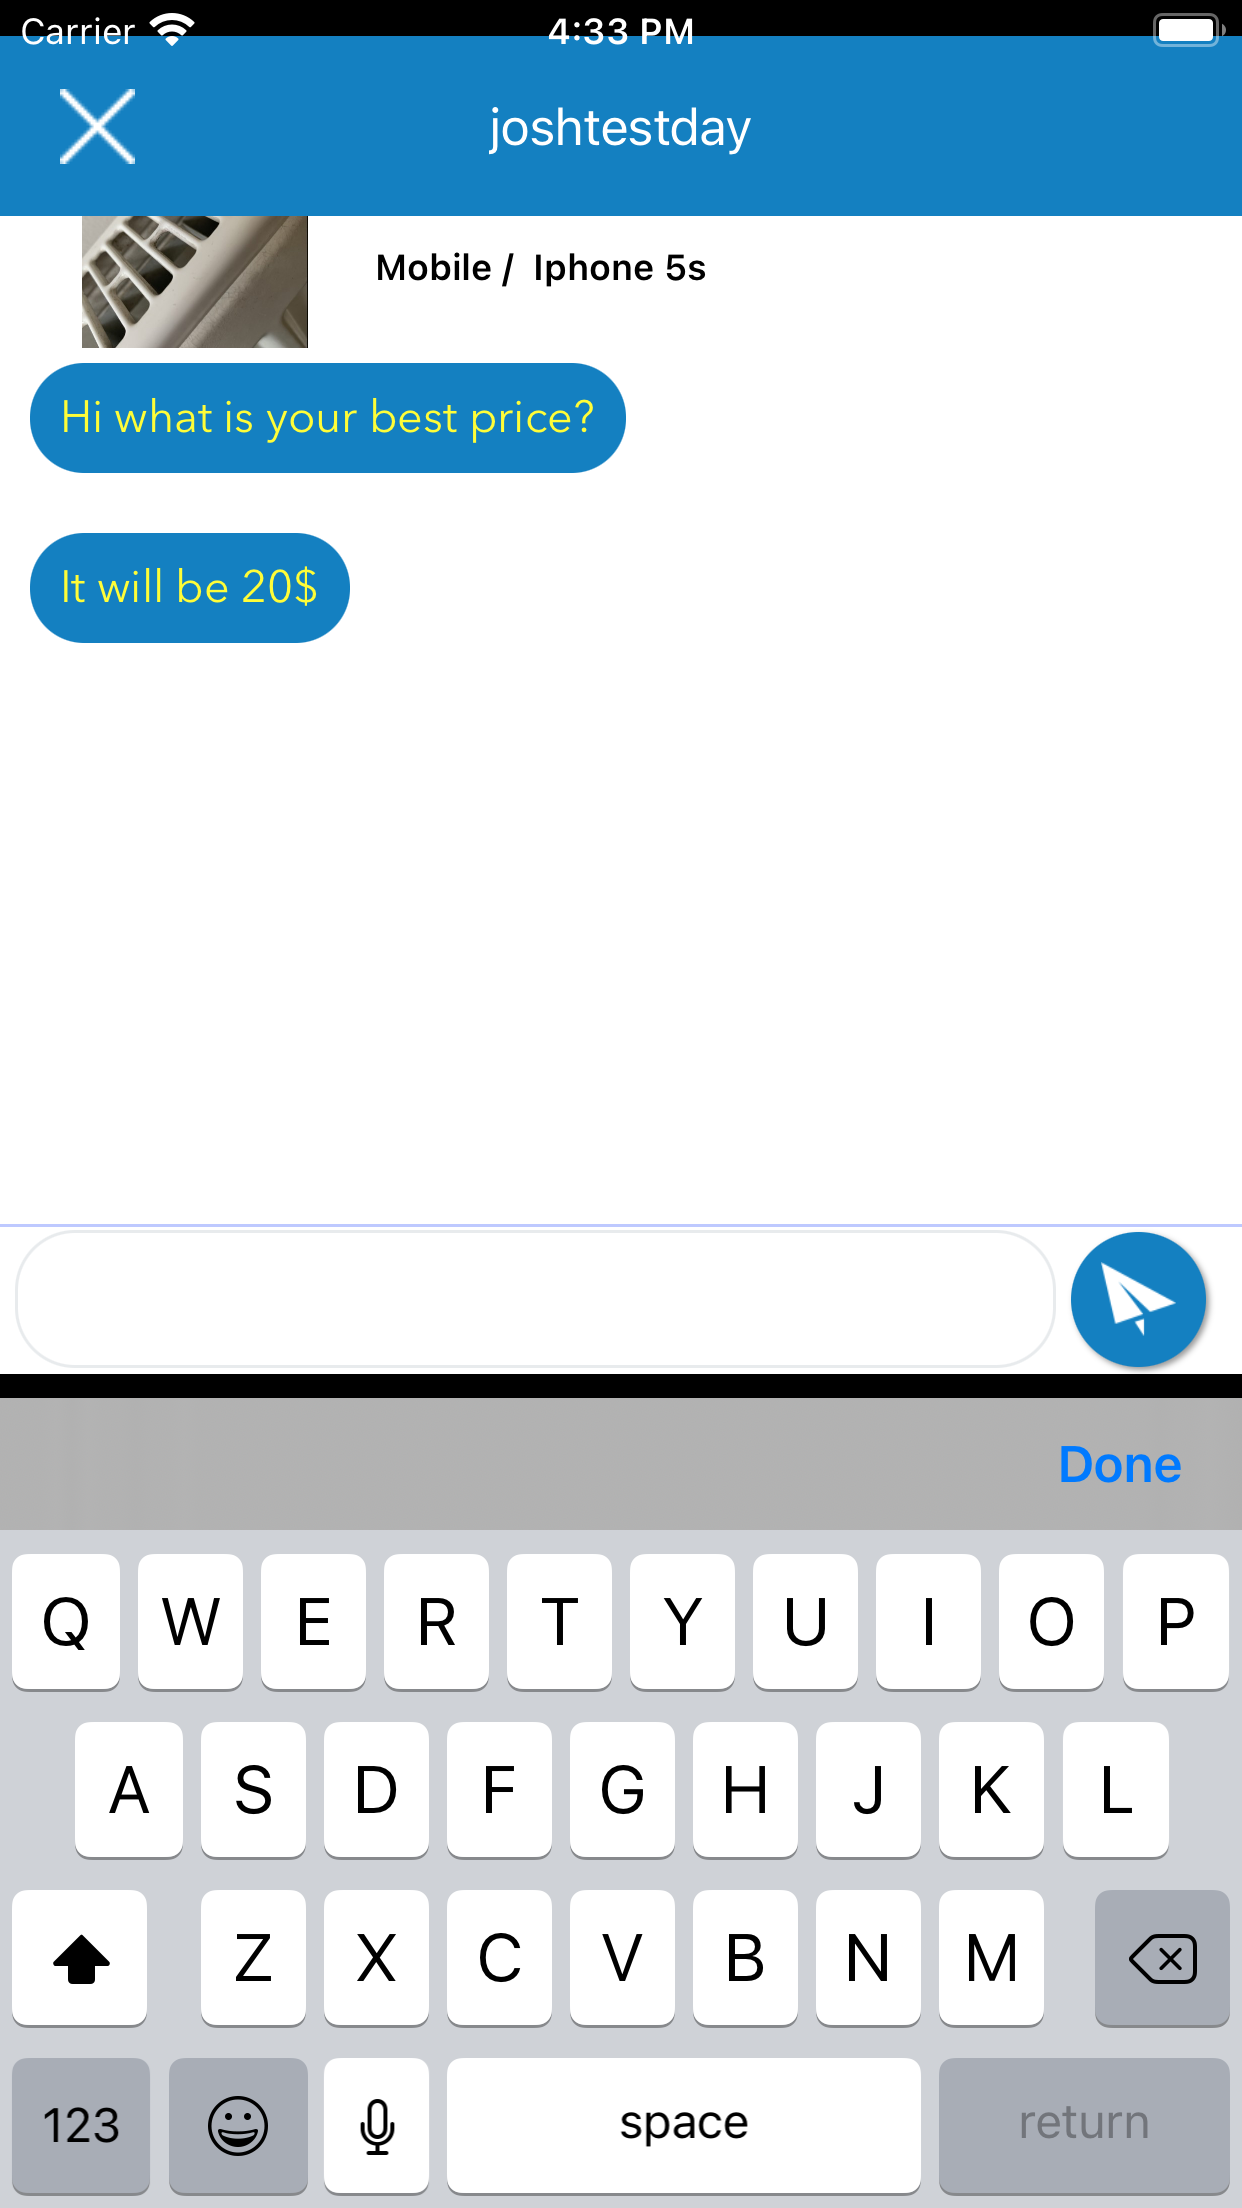 Carrier 4:33 PM
joshtestday
Mobile /  Iphone 5s
Hi what is your best price?
It will be 20$
Done
Q W E R T Y U I O P
A S D F G H J K L
Z X C V B N M
123 space return